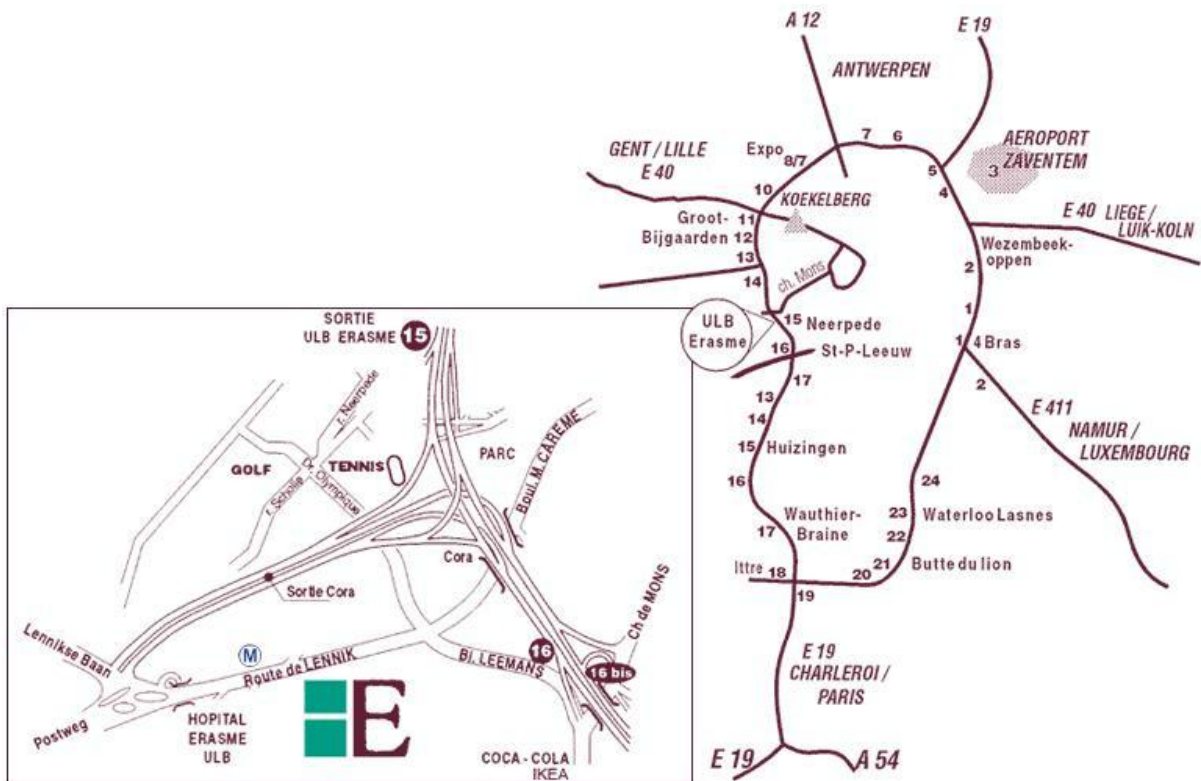 A 12
E 19
ANTWERPEN
7
6
Expo
8/7
AEROPORT
ZAVENTEM
3
GENT / LILLE
E 40
5
4
10
KOEKELBERG
11
Groot-
Bijgaarden
12
13
14
E 40
LIEGE /
LUIK-KOLN
Wezembeek-
oppen
2
1
ch. Mons
ULB
Erasme
15
Neerpede
16
St-P-Leeuw
17
1
4
Bras
2
13
14
15
Huizingen
16
E 411
NAMUR /
LUXEMBOURG
24
23
Waterloo Lasnes
22
17
Wauthier-
Braine
21
Butte du lion
Ittre
18
20
19
E 19
CHARLEROI /
PARIS
E 19
A 54
SORTIE
ULB ERASME
15
r. Neerpede
GOLF
TENNIS
Dr. Olympique
r. Scholle
PARC
Boul. M. CAREME
Cora
Sortie Cora
Lennikse Baan
M
Route de LENNIK
Bl. LEEMANS
16
16 bis
Ch de MONS
Postweg
HOPITAL
ERASME
ULB
E
COCA - COLA
IKEA